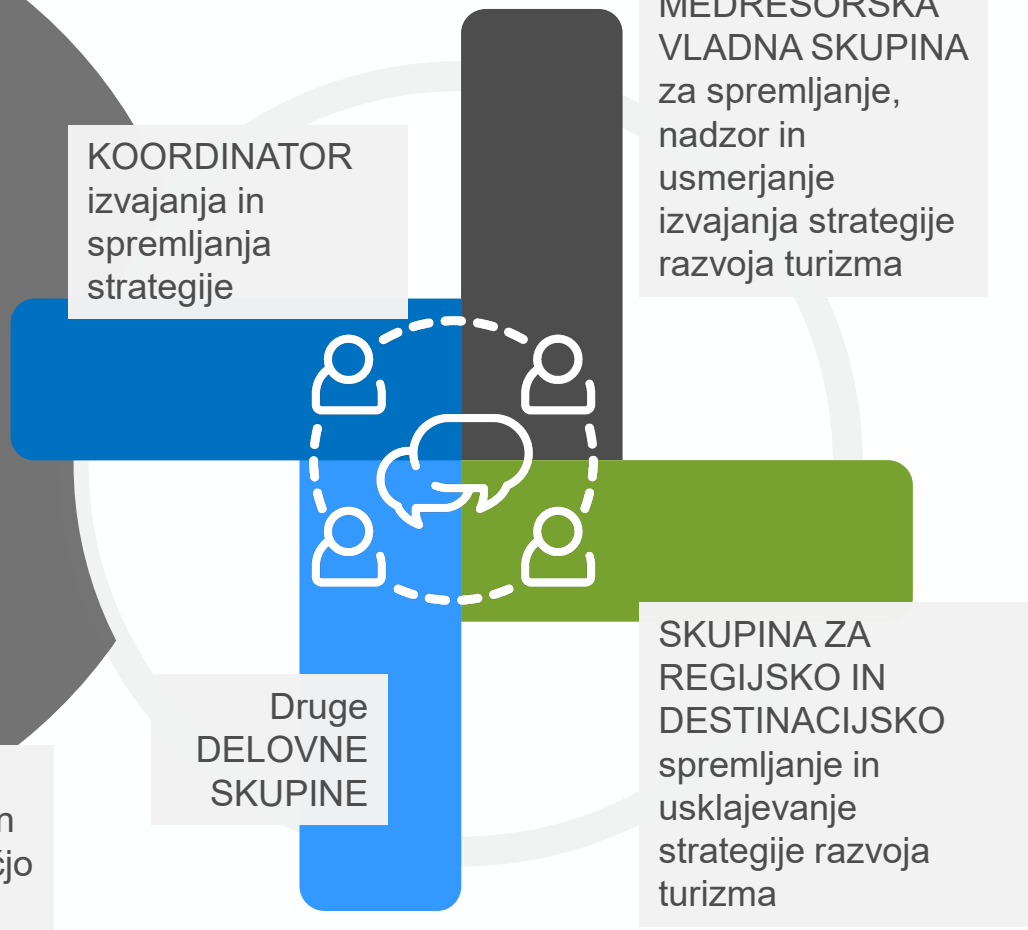 KOORDINATOR
izvajanja in
spremljanja
strategije
MEDRESORSKA
VLADNA SKUPINA
za spremljanje,
nadzor in
usmerjanje
izvajanja strategije
razvoja turizma
Druge
DELOVNE
SKUPINE
SKUPINA ZA
REGIJSKO IN
DESTINACIJSKO
spremljanje in
usklajevanje
strategije razvoja
turizma